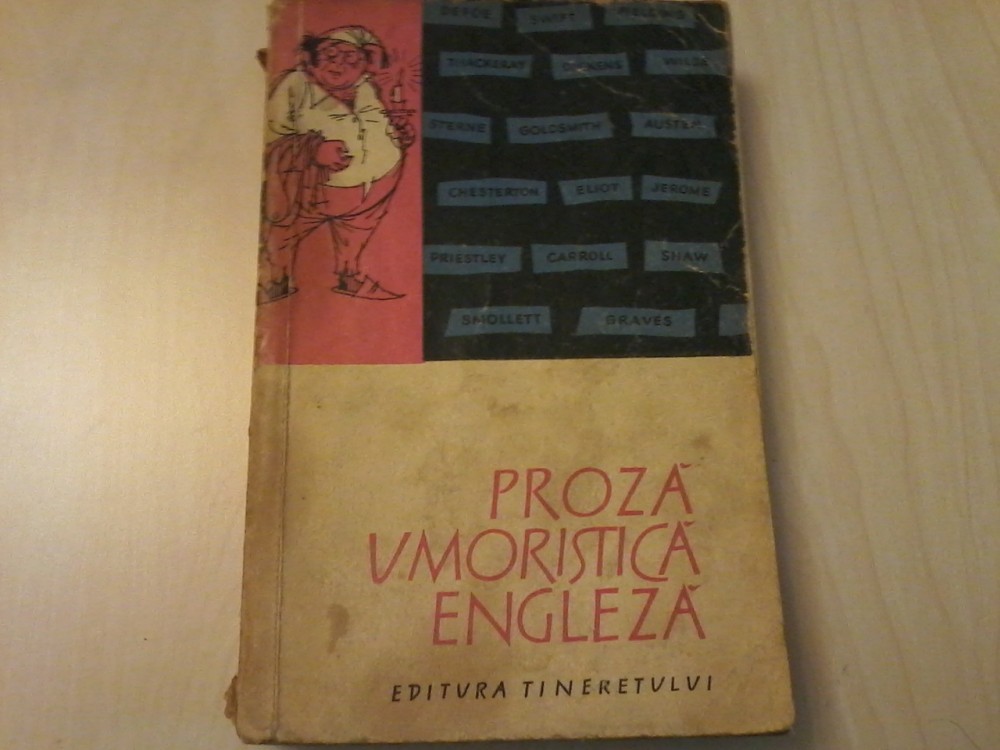 DEFOE SWIFT
THACKERAY DICKENS WILDE
STERNE GOLDSMITH AUSTEN
CHESTERTON ELIOT JEROME
PRIESTLEY CARROLL SHAW
SMOLLETT GRAVES
PROZĂ
UMORISTICĂ
ENGLEZĂ
EDITURA TINERETULUI